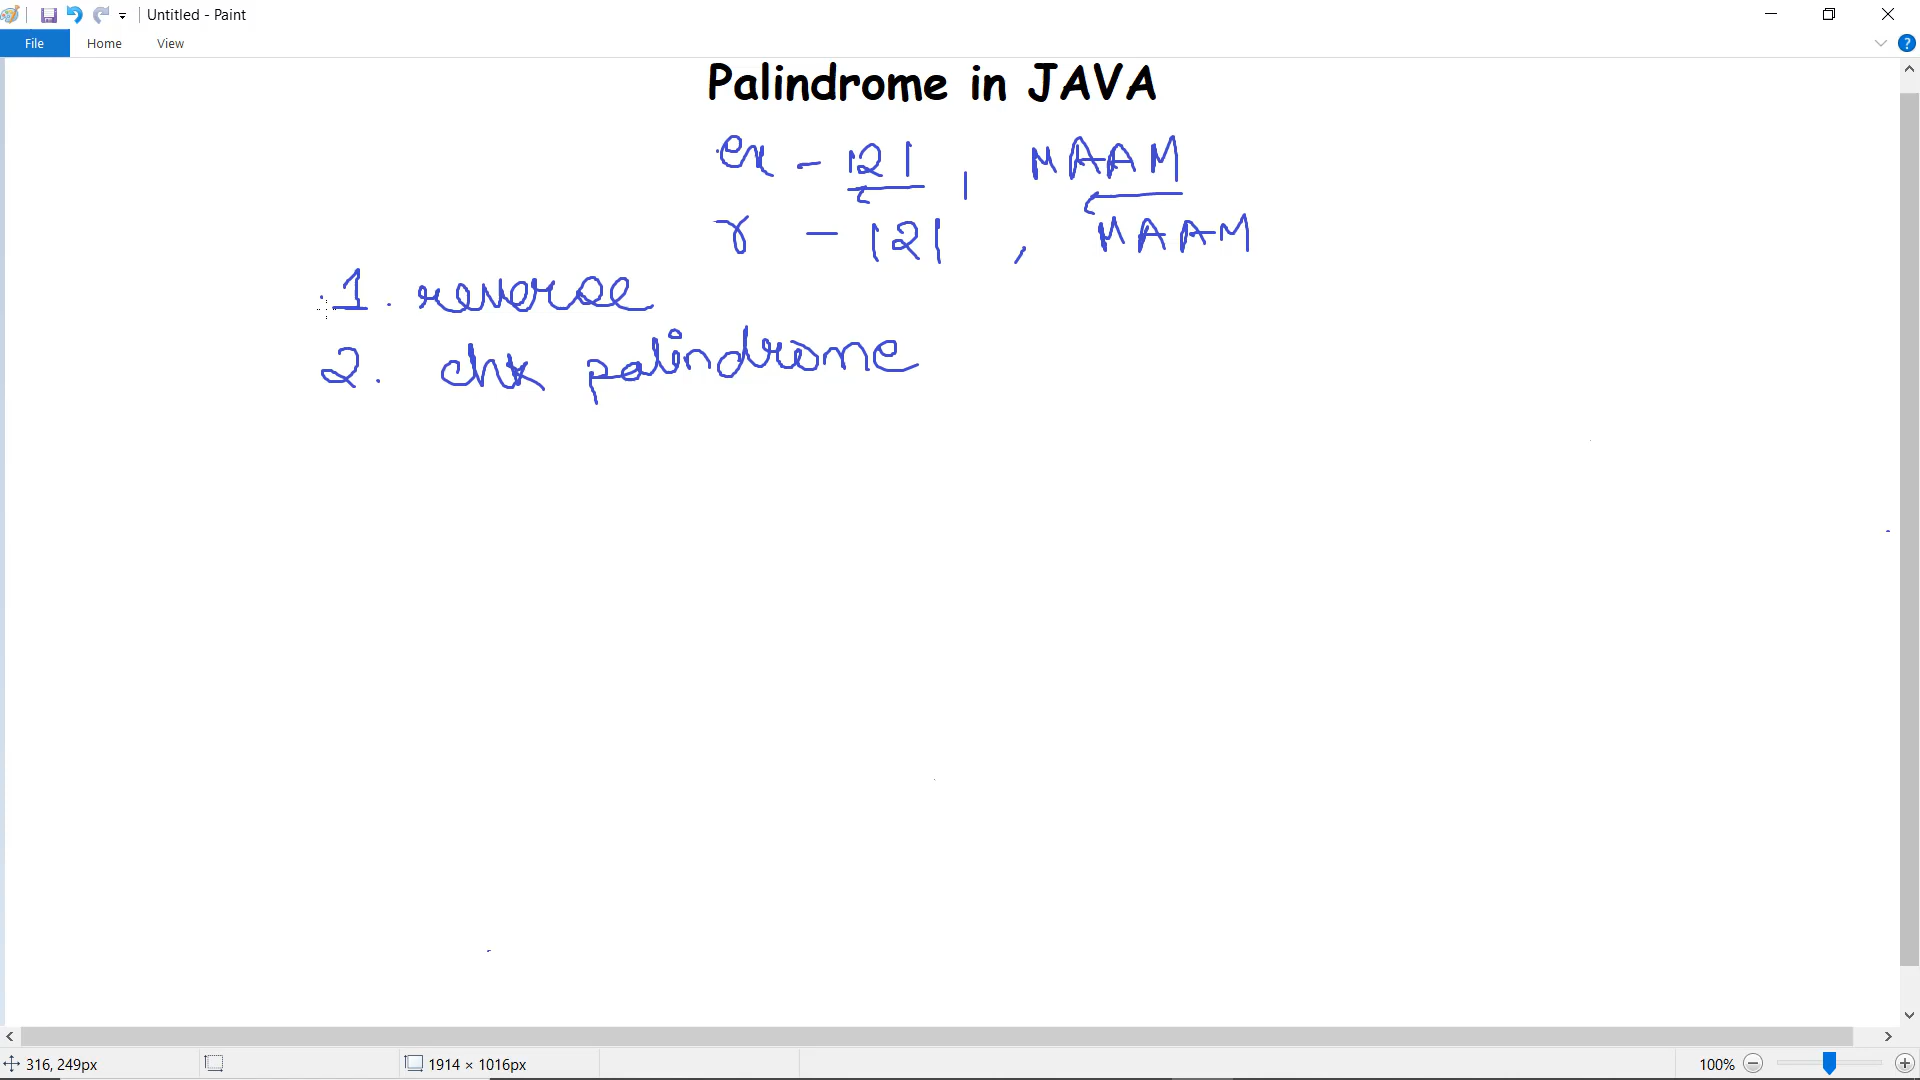 Untitled - Paint
File Home View
Palindrome in JAVA
ex - 121 , MAAM
r - 121 , MAAM
1. reverse
2. chk palindrome
316, 249px 1914 × 1016px 100%